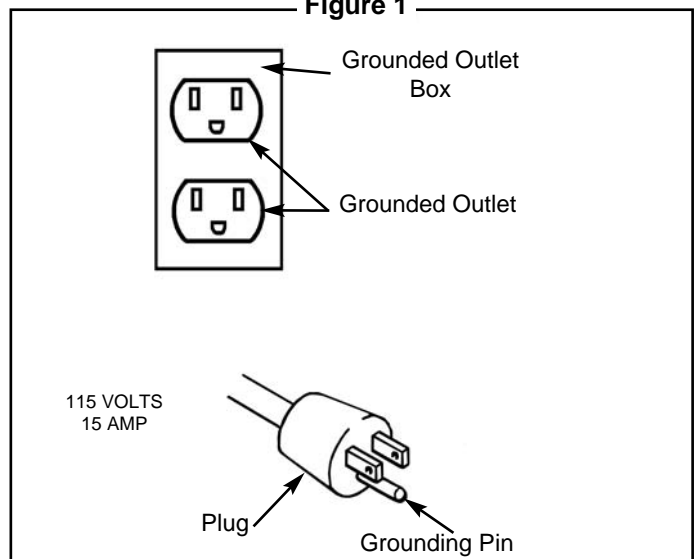 Figure 1
Grounded Outlet
Box
Grounded Outlet
115 VOLTS
15 AMP
Plug
Grounding Pin